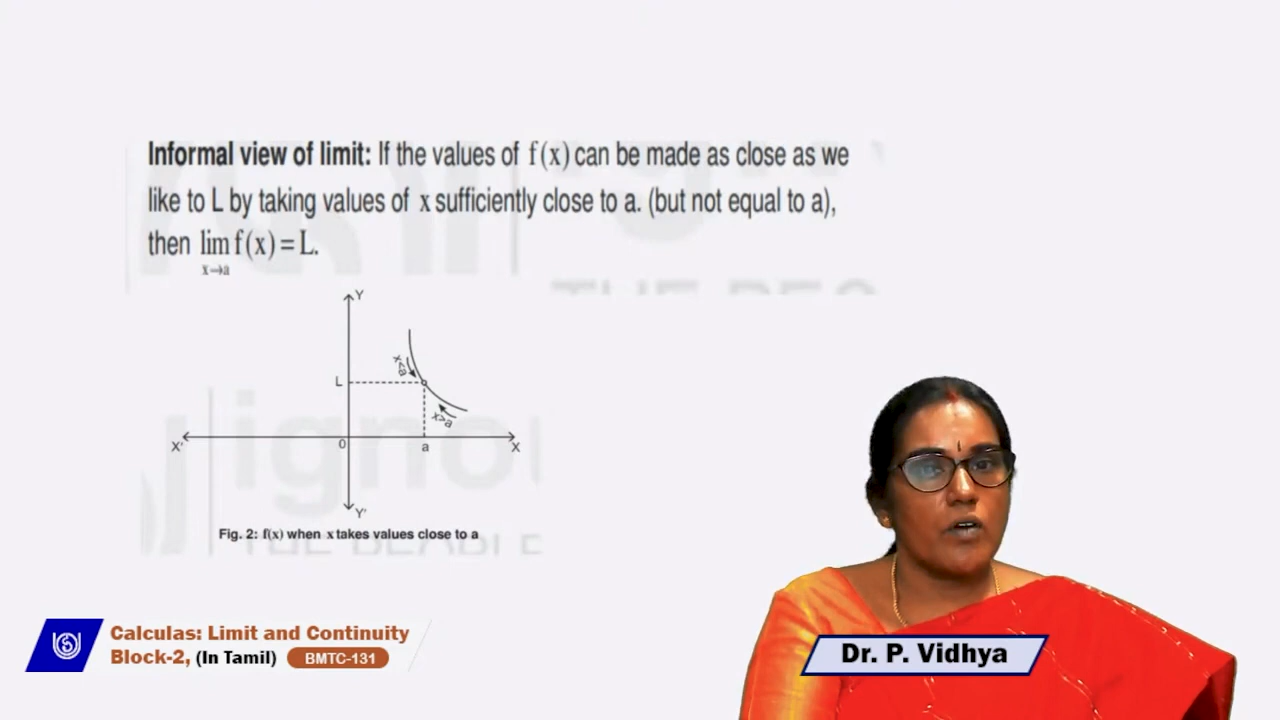 Informal view of limit: If the values of f(x) can be made as close as we
like to L by taking values of x sufficiently close to a. (but not equal to a),
then lim f(x) = L.
x→a
Y
x<a
L
x>a
X'
0
a
X
Y'
Fig. 2: f(x) when x takes values close to a
ignou
Calculas: Limit and Continuity
Block-2, (In Tamil) BMTC-131
Dr. P. Vidhya